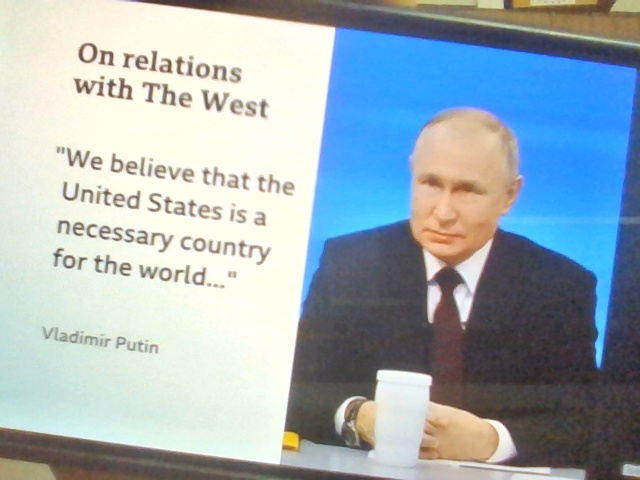 On relations
with The West
"We believe that the
United States is a
necessary country
for the world..."
Vladimir Putin